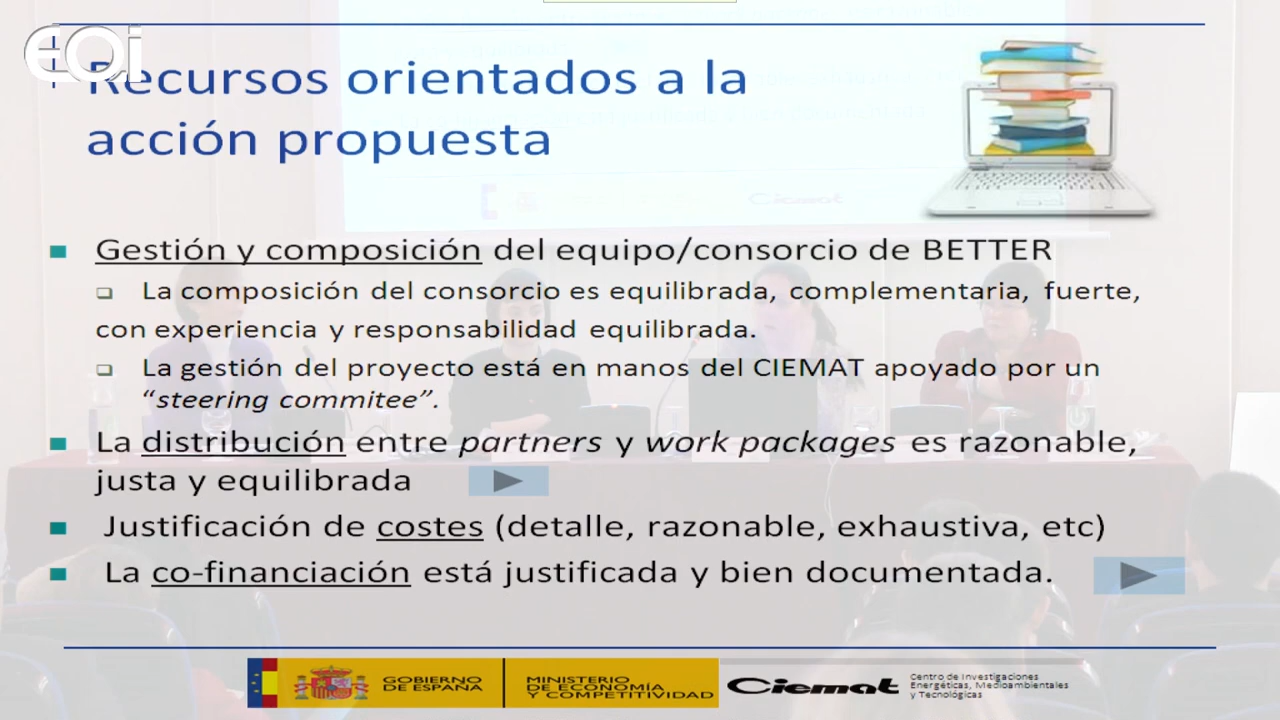 EOi
Recursos orientados a la
acción propuesta
Gestión y composición del equipo/consorcio de BETTER
La composición del consorcio es equilibrada, complementaria, fuerte,
con experiencia y responsabilidad equilibrada.
La gestión del proyecto está en manos del CIEMAT apoyado por un
“steering commitee”.
La distribución entre partners y work packages es razonable,
justa y equilibrada
Justificación de costes (detalle, razonable, exhaustiva, etc)
La co-financiación está justificada y bien documentada.
GOBIERNO
DE ESPAÑA
MINISTERIO
DE ECONOMÍA
Y COMPETITIVIDAD
Ciemat
Centro de Investigaciones
Energéticas, Medioambientales
y Tecnológicas